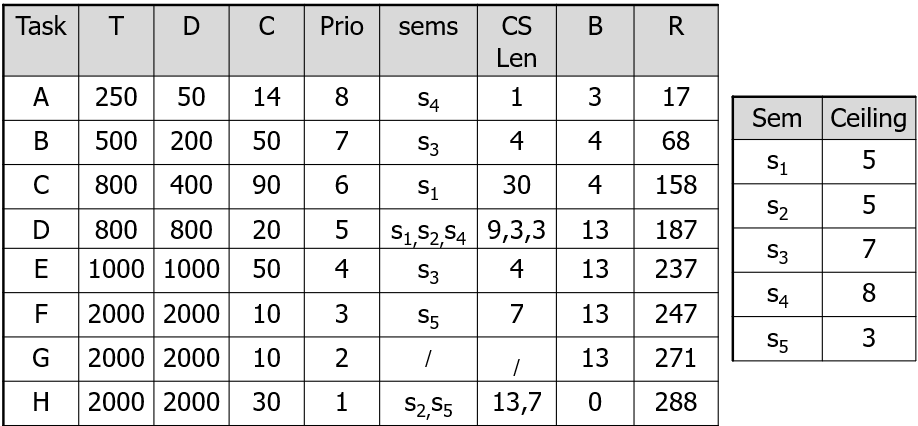 Task T D C Prio sems CS Len B R
A 250 50 14 8 s4 1 3 17
B 500 200 50 7 s3 4 4 68
C 800 400 90 6 s1 30 4 158
D 800 800 20 5 s1,s2,s4 9,3,3 13 187
E 1000 1000 50 4 s3 4 13 237
F 2000 2000 10 3 s5 7 13 247
G 2000 2000 10 2 / / 13 271
H 2000 2000 30 1 s2,s5 13,7 0 288
Sem Ceiling
s1 5
s2 5
s3 7
s4 8
s5 3